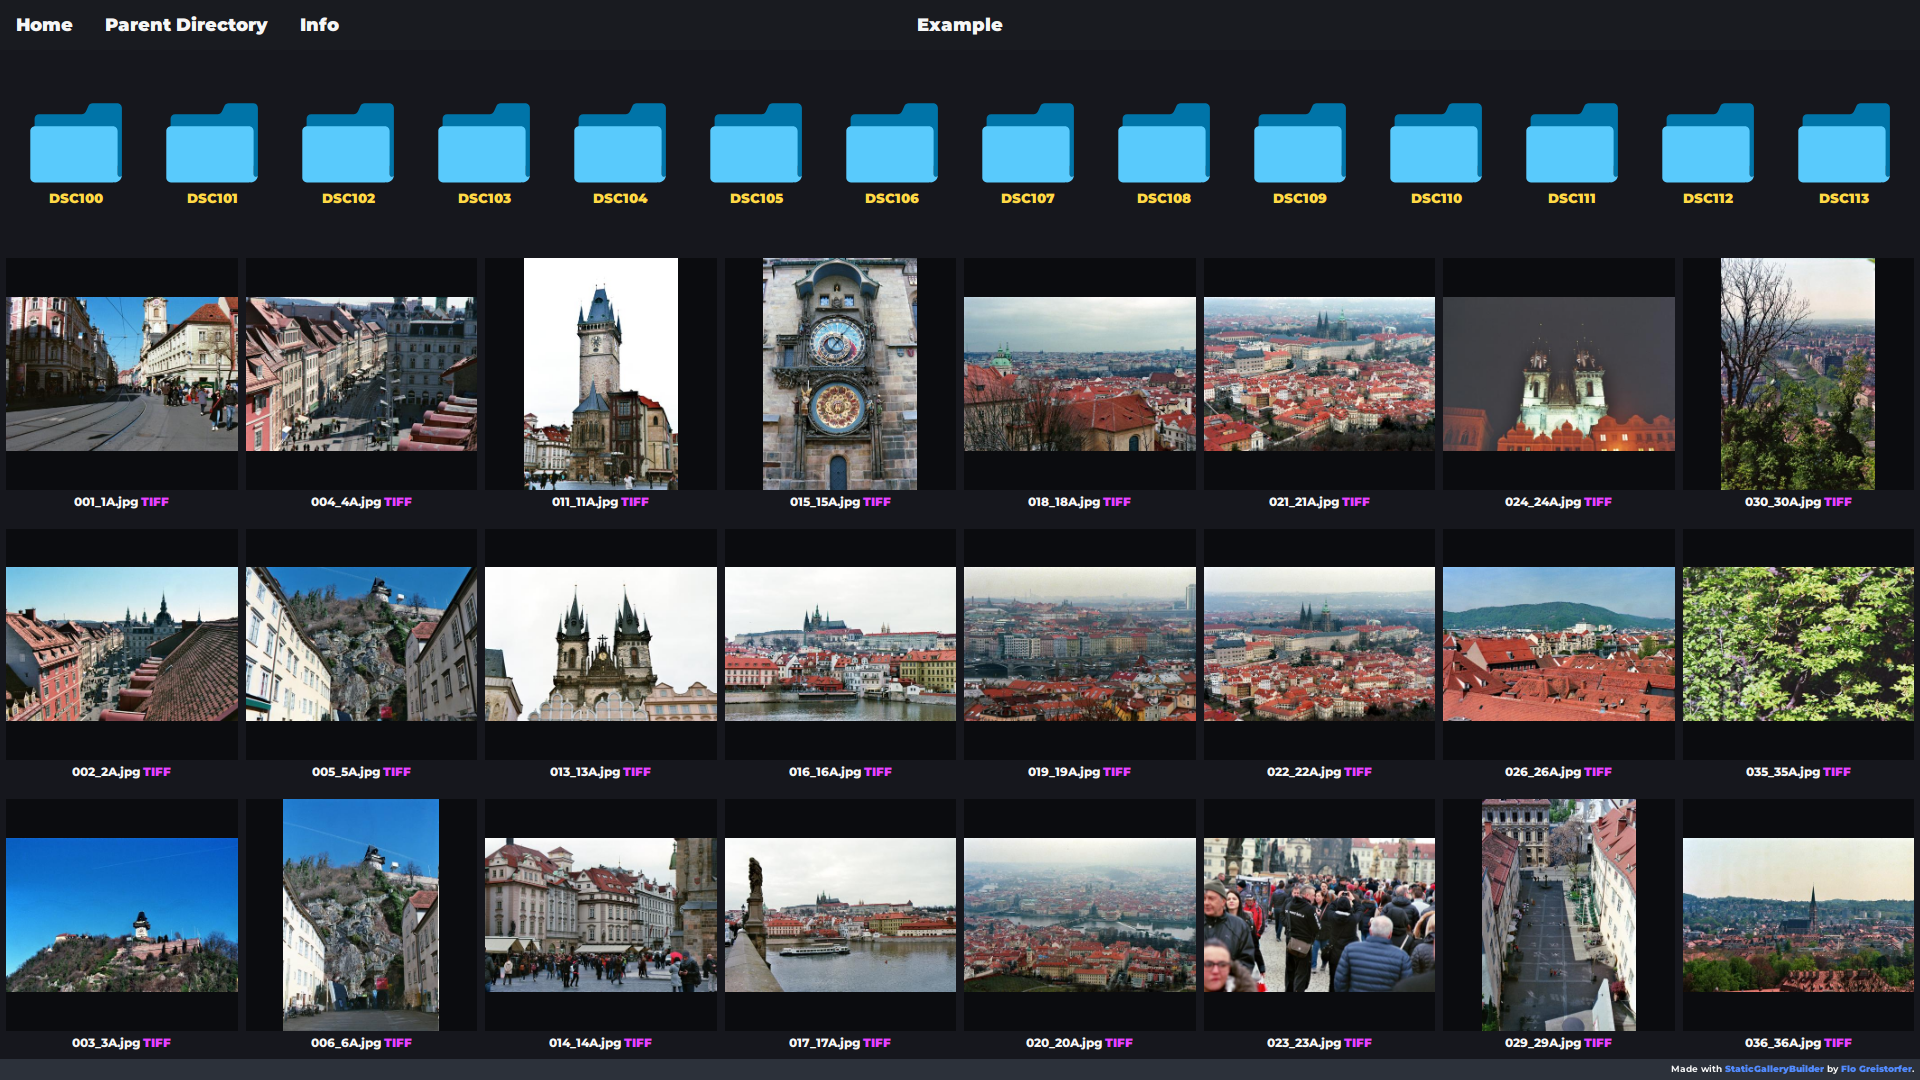 Home Parent Directory Info Example
DSC100 DSC101 DSC102 DSC103 DSC104 DSC105 DSC106 DSC107 DSC108 DSC109 DSC110 DSC111 DSC112 DSC113
001_1A.jpg TIFF 004_4A.jpg TIFF 011_11A.jpg TIFF 015_15A.jpg TIFF 018_18A.jpg TIFF 021_21A.jpg TIFF 024_24A.jpg TIFF 030_30A.jpg TIFF
002_2A.jpg TIFF 005_5A.jpg TIFF 013_13A.jpg TIFF 016_16A.jpg TIFF 019_19A.jpg TIFF 022_22A.jpg TIFF 026_26A.jpg TIFF 035_35A.jpg TIFF
003_3A.jpg TIFF 006_6A.jpg TIFF 014_14A.jpg TIFF 017_17A.jpg TIFF 020_20A.jpg TIFF 023_23A.jpg TIFF 029_29A.jpg TIFF 036_36A.jpg TIFF
Made with StaticGalleryBuilder by Flo Greistorfer.